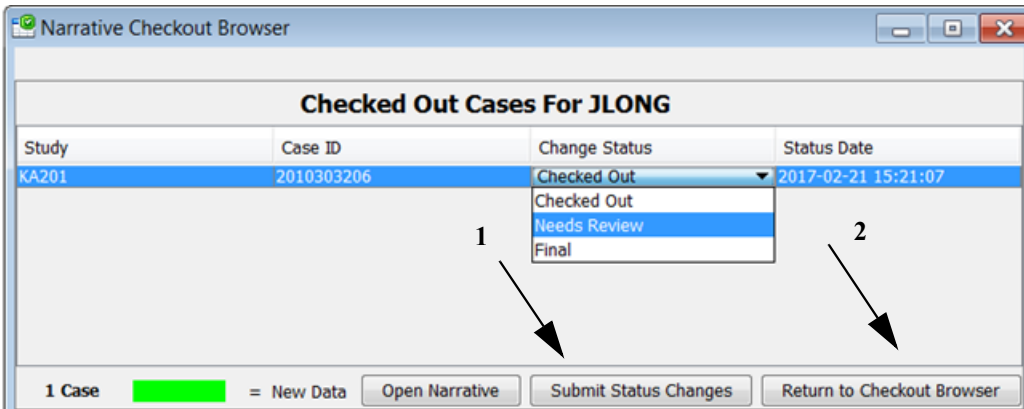 Narrative Checkout Browser
Checked Out Cases For JLONG
Study Case ID Change Status Status Date
KA201 2010303206 Checked Out 2017-02-21 15:21:07
Checked Out
Needs Review
Final
1 2
1 Case = New Data Open Narrative Submit Status Changes Return to Checkout Browser